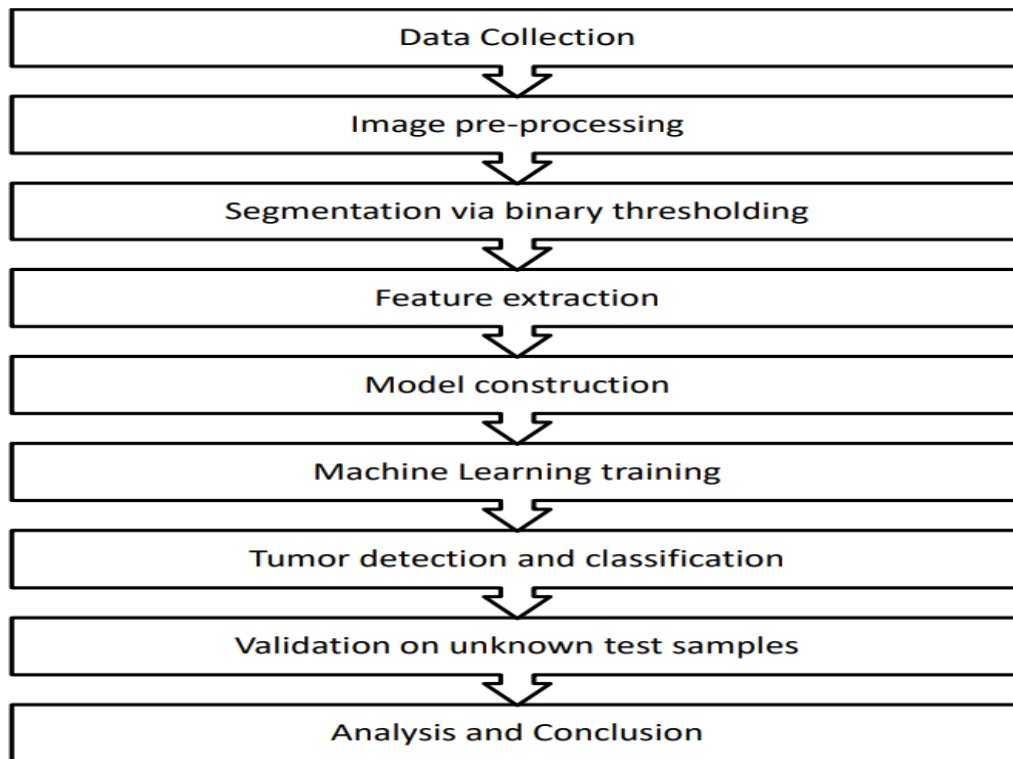 Data Collection
Image pre-processing
Segmentation via binary thresholding
Feature extraction
Model construction
Machine Learning training
Tumor detection and classification
Validation on unknown test samples
Analysis and Conclusion